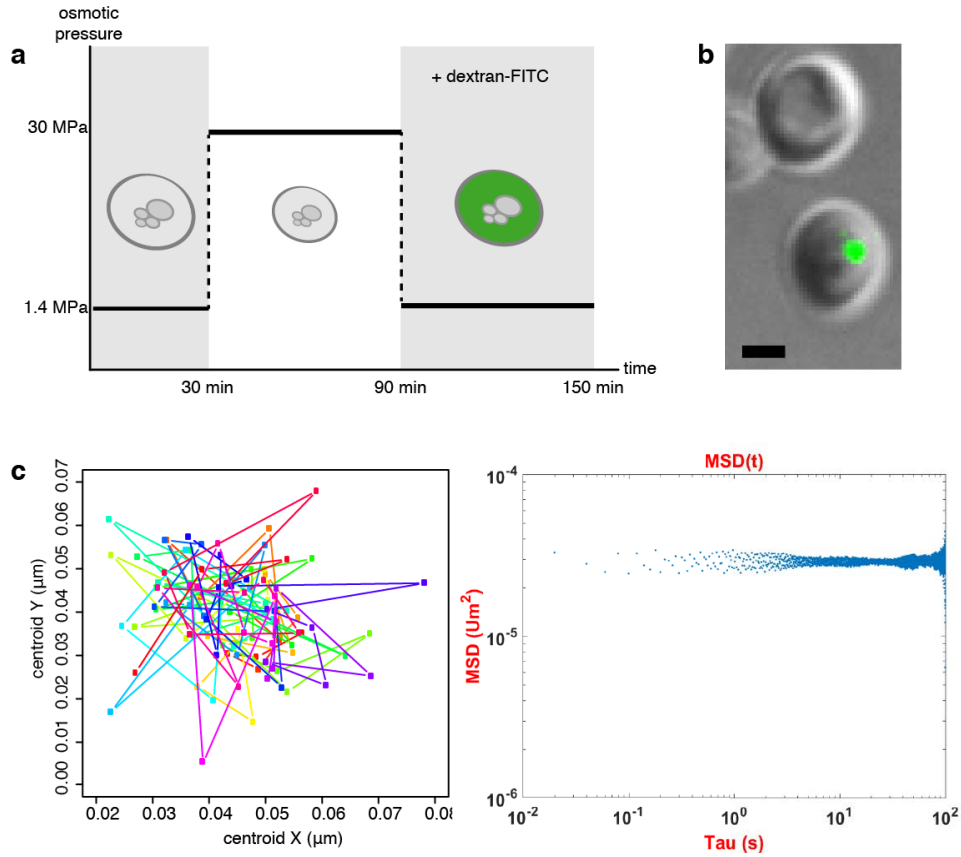 osmotic
pressure
a
+ dextran-FITC
30 MPa
1.4 MPa
time
30 min
90 min
150 min
b
c
0.07
0.06
0.05
0.04
0.03
0.02
0.01
0.00
centroid Y (µm)
0.02
0.03
0.04
0.05
0.06
0.07
0.08
centroid X (µm)
MSD(t)
10-4
10-5
10-6
MSD (Um2)
10-2
10-1
100
101
102
Tau (s)